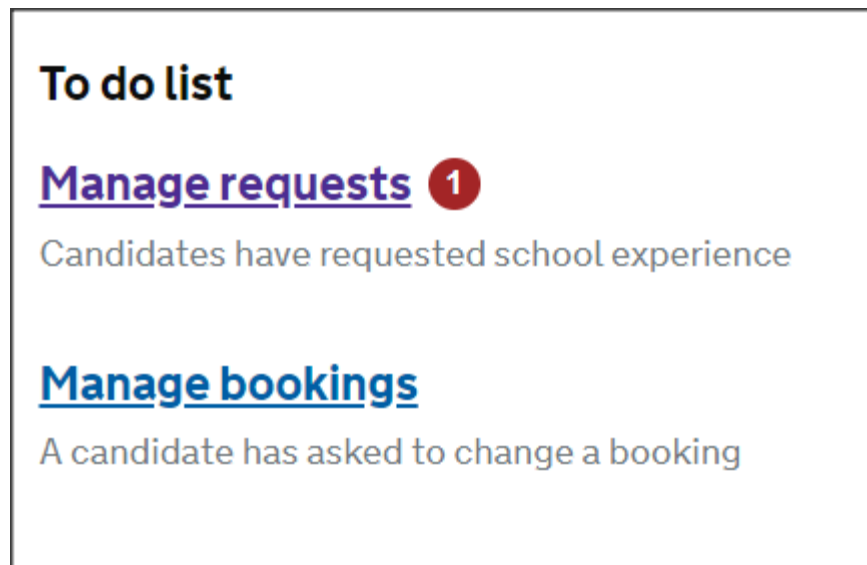 To do list
Manage requests 1
Candidates have requested school experience
Manage bookings
A candidate has asked to change a booking